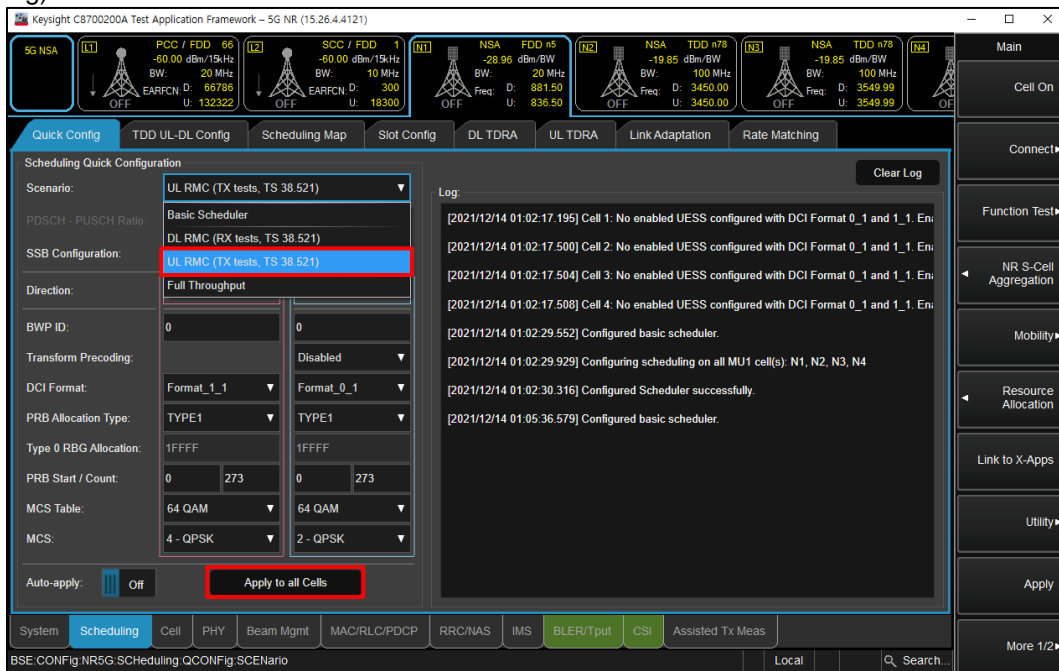 g)
Keysight C8700200A Test Application Framework – 5G NR (15.26.4.4121)
5G NSA
L1 PCC / FDD 66
-60.00 dBm/15kHz
BW: 20 MHz
EARFCN: D: 66786
OFF U: 132322
L2 SCC / FDD 1
-60.00 dBm/15kHz
BW: 10 MHz
EARFCN: D: 300
OFF U: 18300
N1 NSA FDD n5
-28.96 dBm/BW
BW: 20 MHz
Freq: D: 881.50
OFF U: 836.50
N2 NSA TDD n78
-19.85 dBm/BW
BW: 100 MHz
Freq: D: 3450.00
OFF U: 3450.00
N3 NSA TDD n78
-19.85 dBm/BW
BW: 100 MHz
Freq: D: 3549.99
OFF U: 3549.99
N4
OF
Quick Config TDD UL-DL Config Scheduling Map Slot Config DL TDRA UL TDRA Link Adaptation Rate Matching
Scheduling Quick Configuration
Scenario: UL RMC (TX tests, TS 38.521)
PDSCH - PUSCH Ratio: Basic Scheduler
DL RMC (RX tests, TS 38.521)
SSB Configuration: UL RMC (TX tests, TS 38.521)
Direction: Full Throughput
BWP ID: 0 0
Transform Precoding: Disabled
DCI Format: Format_1_1 Format_0_1
PRB Allocation Type: TYPE1 TYPE1
Type 0 RBG Allocation: 1FFFF 1FFFF
PRB Start / Count: 0 273 0 273
MCS Table: 64 QAM 64 QAM
MCS: 4 - QPSK 2 - QPSK
Auto-apply: Off Apply to all Cells
Clear Log
Log:
[2021/12/14 01:02:17.195] Cell 1: No enabled UESS configured with DCI Format 0_1 and 1_1. Ena
[2021/12/14 01:02:17.500] Cell 2: No enabled UESS configured with DCI Format 0_1 and 1_1. Ena
[2021/12/14 01:02:17.504] Cell 3: No enabled UESS configured with DCI Format 0_1 and 1_1. Ena
[2021/12/14 01:02:17.508] Cell 4: No enabled UESS configured with DCI Format 0_1 and 1_1. Ena
[2021/12/14 01:02:29.552] Configured basic scheduler.
[2021/12/14 01:02:29.929] Configuring scheduling on all MU1 cell(s): N1, N2, N3, N4
[2021/12/14 01:02:30.316] Configured Scheduler successfully.
[2021/12/14 01:05:36.579] Configured basic scheduler.
Main
Cell On
Connect
Function Test
NR S-Cell
Aggregation
Mobility
Resource
Allocation
Link to X-Apps
Utility
Apply
More 1/2
System Scheduling Cell PHY Beam Mgmt MAC/RLC/PDCP RRC/NAS IMS BLER/Tput CSI Assisted Tx Meas
BSE:CONFig:NR5G:SCHeduling:QCONFig:SCENario Local Search...